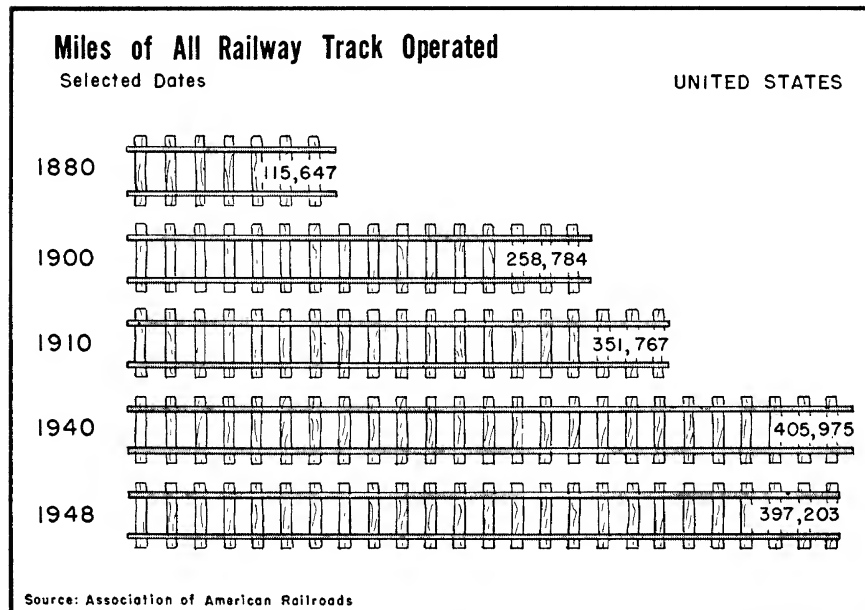 Miles of All Railway Track Operated
Selected Dates
UNITED STATES
1880
115,647
1900
258,784
1910
351,767
1940
405,975
1948
397,203
Source: Association of American Railroads